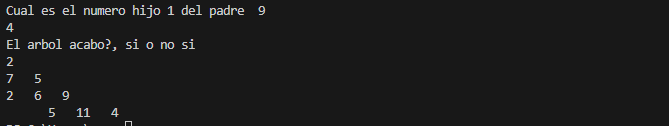 Cual es el numero hijo 1 del padre  9
4
El arbol acabo?, si o no si
2
7   5
2   6   9
      5   11   4